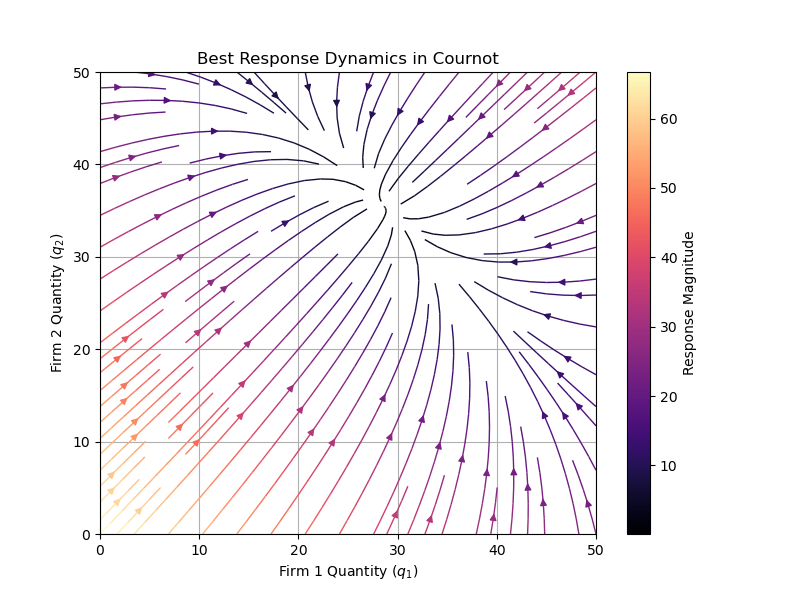 Best Response Dynamics in Cournot
50
40
30
20
10
0
0 10 20 30 40 50
Firm 2 Quantity (q₂)
Firm 1 Quantity (q₁)
60
50
40
30
20
10
Response Magnitude